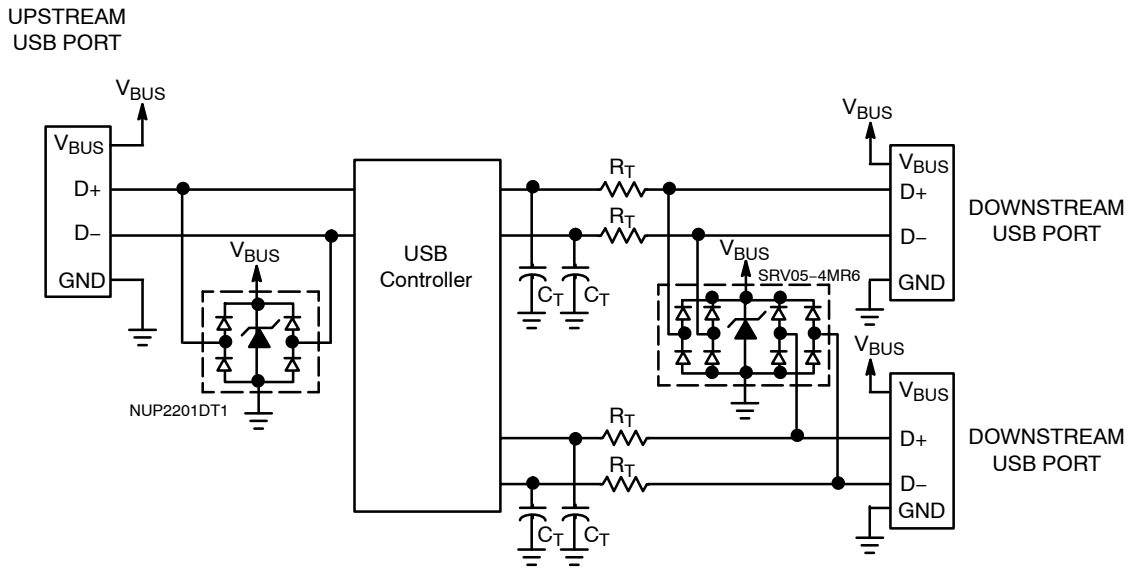 UPSTREAM
USB PORT
VBUS
VBUS
D+
D−
GND
VBUS
NUP2201DT1
USB
Controller
RT
RT
CT
CT
VBUS
SRV05−4MR6
VBUS
VBUS
D+
D−
GND
DOWNSTREAM
USB PORT
RT
RT
CT
CT
VBUS
VBUS
D+
D−
GND
DOWNSTREAM
USB PORT